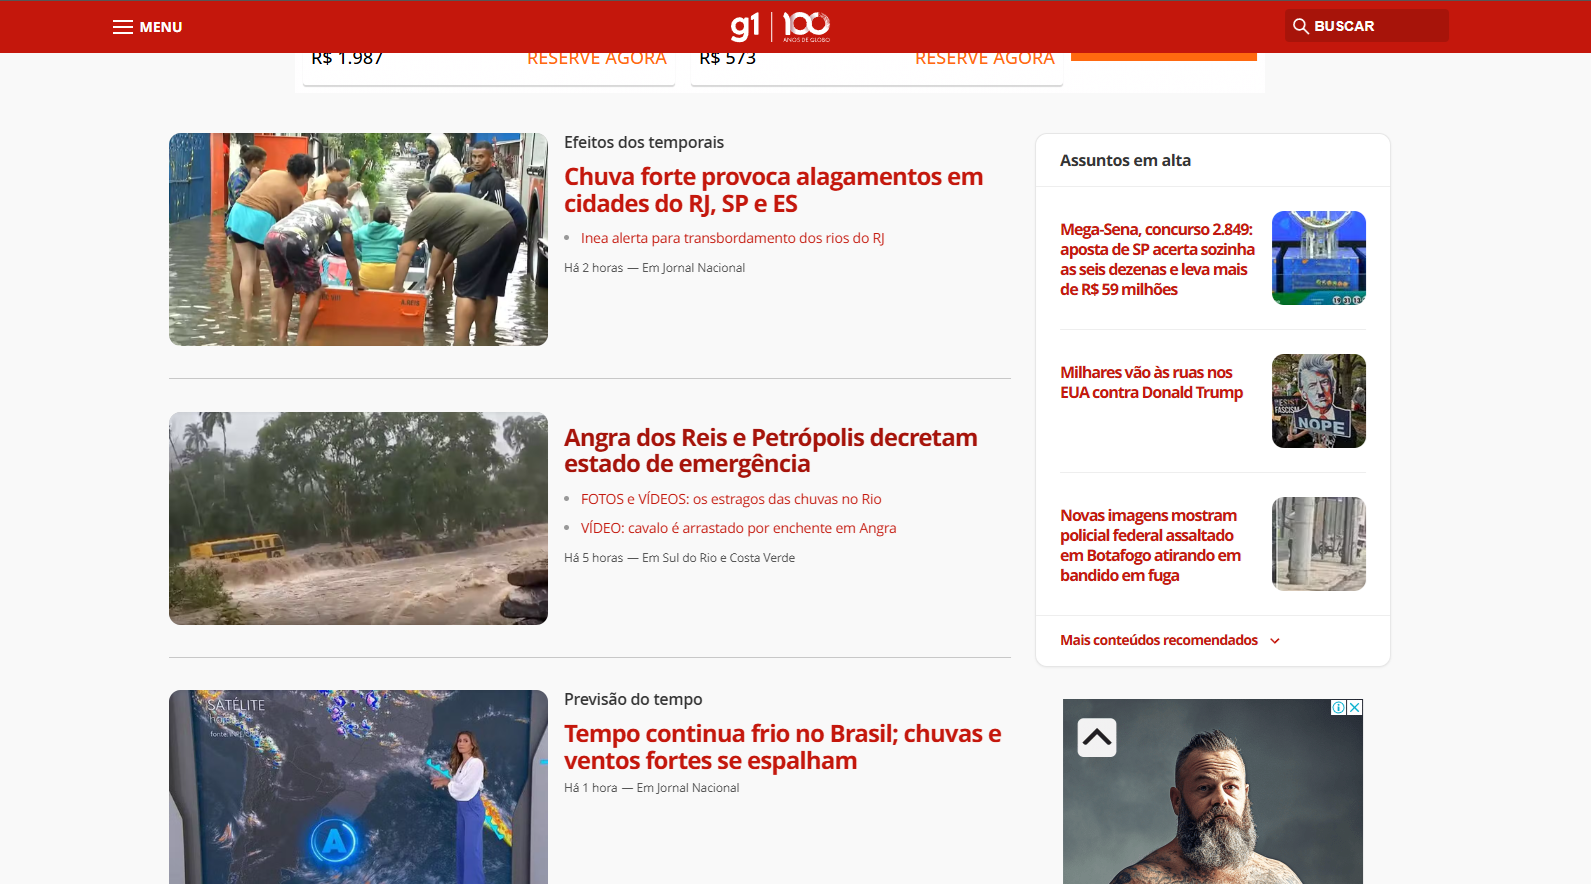 MENU
g1
100
ANOS DE GLOBO
BUSCAR
R$ 1.987
RESERVE AGORA
R$ 573
RESERVE AGORA
Efeitos dos temporais
Chuva forte provoca alagamentos em
cidades do RJ, SP e ES
Inea alerta para transbordamento dos rios do RJ
Há 2 horas — Em Jornal Nacional
Angra dos Reis e Petrópolis decretam
estado de emergência
FOTOS e VÍDEOS: os estragos das chuvas no Rio
VÍDEO: cavalo é arrastado por enchente em Angra
Há 5 horas — Em Sul do Rio e Costa Verde
SATÉLITE
HOJE
Previsão do tempo
Tempo continua frio no Brasil; chuvas e
ventos fortes se espalham
Há 1 hora — Em Jornal Nacional
Assuntos em alta
Mega-Sena, concurso 2.849:
aposta de SP acerta sozinha
as seis dezenas e leva mais
de R$ 59 milhões
Milhares vão às ruas nos
EUA contra Donald Trump
FASCISM
NOPE
Novas imagens mostram
policial federal assaltado
em Botafogo atirando em
bandido em fuga
Mais conteúdos recomendados